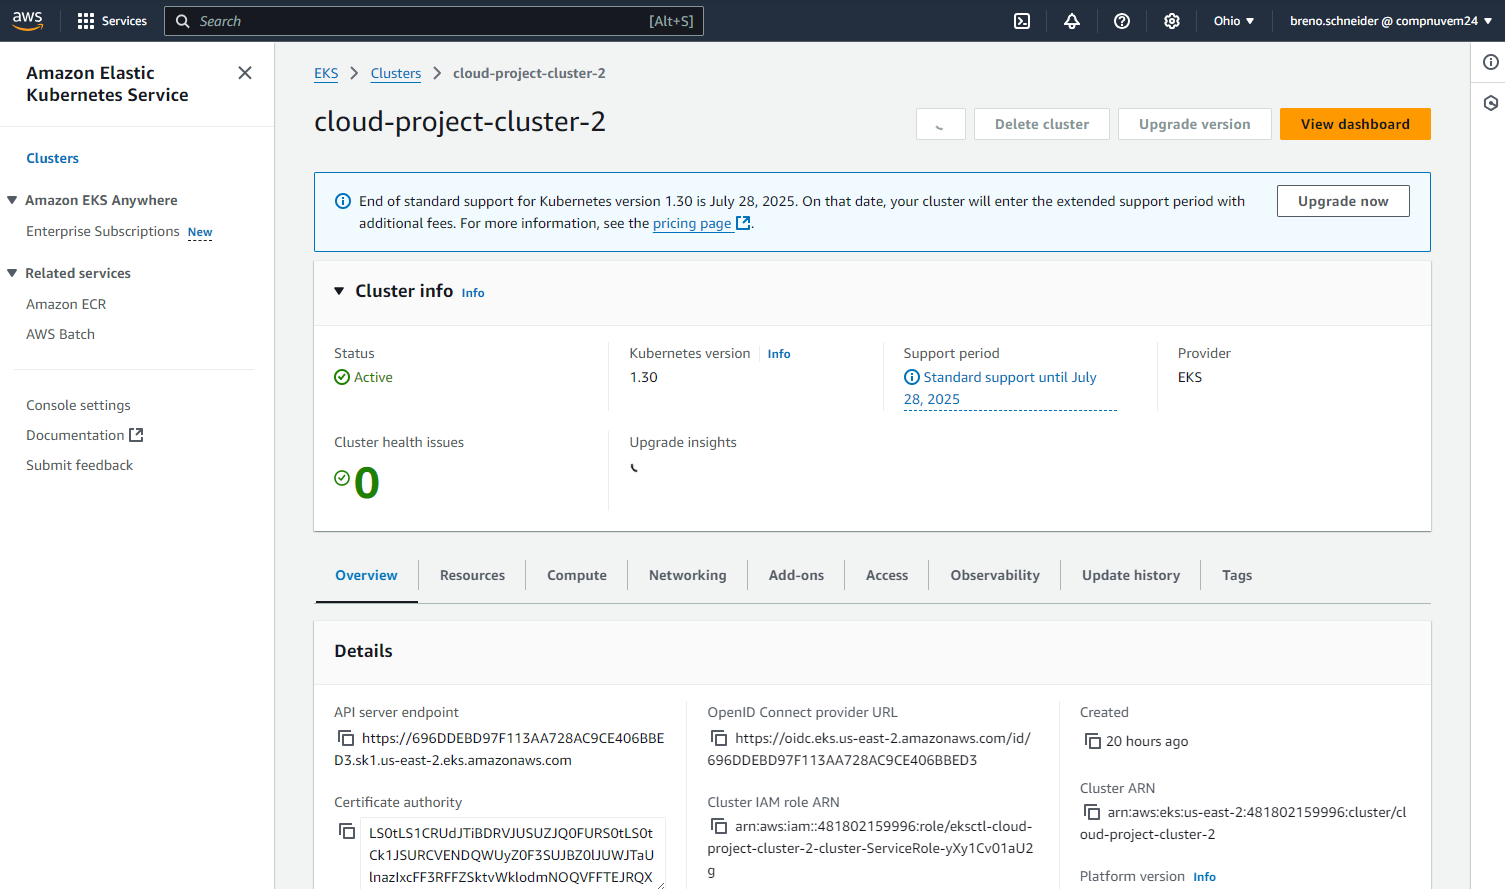 aws
Services
Search
[Alt+S]
Ohio
breno.schneider @ compnuvem24
Amazon Elastic
Kubernetes Service
Clusters
Amazon EKS Anywhere
Enterprise Subscriptions New
Related services
Amazon ECR
AWS Batch
Console settings
Documentation
Submit feedback
EKS
Clusters
cloud-project-cluster-2
cloud-project-cluster-2
Delete cluster
Upgrade version
View dashboard
End of standard support for Kubernetes version 1.30 is July 28, 2025. On that date, your cluster will enter the extended support period with
additional fees. For more information, see the pricing page.
Upgrade now
Cluster info Info
Status
Active
Kubernetes version Info
1.30
Support period
Standard support until July
28, 2025
Provider
EKS
Cluster health issues
0
Upgrade insights
Overview
Resources
Compute
Networking
Add-ons
Access
Observability
Update history
Tags
Details
API server endpoint
https://696DDEBD97F113AA728AC9CE406BBE
D3.sk1.us-east-2.eks.amazonaws.com
Certificate authority
LS0tLS1CRUdJTiBDRVJUSUZJQ0FURS0tLS0t
Ck1JSURCVENDQWUyZ0F3SUJBZ0lJUWJTaU
lnazIxcFF3RFFZSktvWklodmNOQVFFTEJRQX
OpenID Connect provider URL
https://oidc.eks.us-east-2.amazonaws.com/id/
696DDEBD97F113AA728AC9CE406BBED3
Cluster IAM role ARN
arn:aws:iam::481802159996:role/eksctl-cloud-
project-cluster-2-cluster-ServiceRole-yXy1Cv01aU2
g
Created
20 hours ago
Cluster ARN
arn:aws:eks:us-east-2:481802159996:cluster/cl
oud-project-cluster-2
Platform version Info